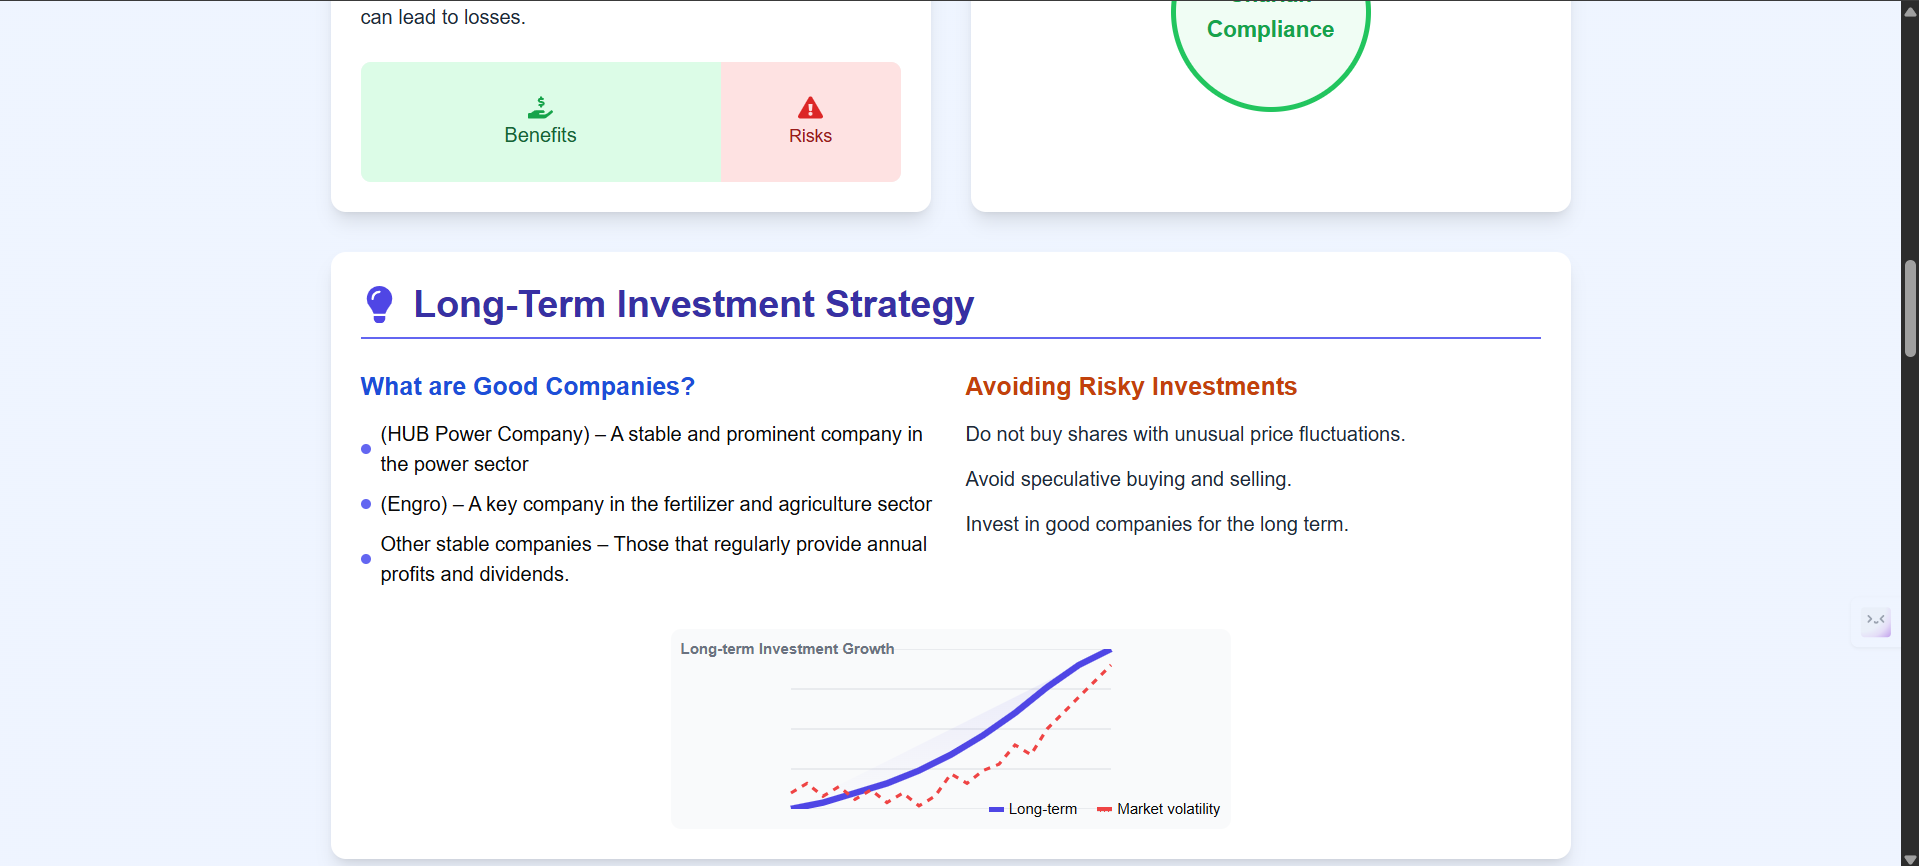 can lead to losses.
Benefits
Risks
Compliance
Long-Term Investment Strategy
What are Good Companies?
(HUB Power Company) – A stable and prominent company in
the power sector
(Engro) – A key company in the fertilizer and agriculture sector
Other stable companies – Those that regularly provide annual
profits and dividends.
Avoiding Risky Investments
Do not buy shares with unusual price fluctuations.
Avoid speculative buying and selling.
Invest in good companies for the long term.
Long-term Investment Growth
Long-term
Market volatility